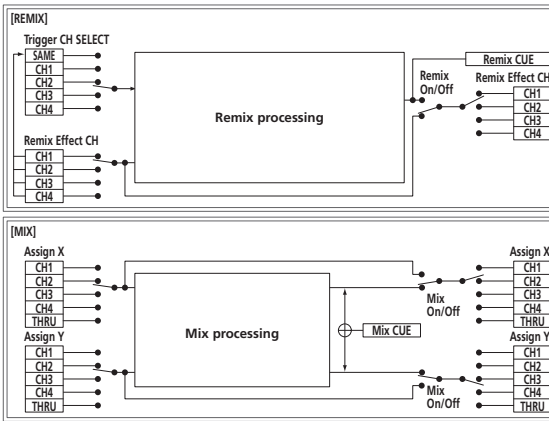 [REMIX]
Trigger CH SELECT
SAME
CH1
CH2
CH3
CH4
Remix Effect CH
CH1
CH2
CH3
CH4
Remix processing
Remix CUE
Remix
On/Off
Remix Effect CH
CH1
CH2
CH3
CH4
[MIX]
Assign X
CH1
CH2
CH3
CH4
THRU
Assign Y
CH1
CH2
CH3
CH4
THRU
Mix processing
Mix CUE
Mix
On/Off
Mix
On/Off
Assign X
CH1
CH2
CH3
CH4
THRU
Assign Y
CH1
CH2
CH3
CH4
THRU